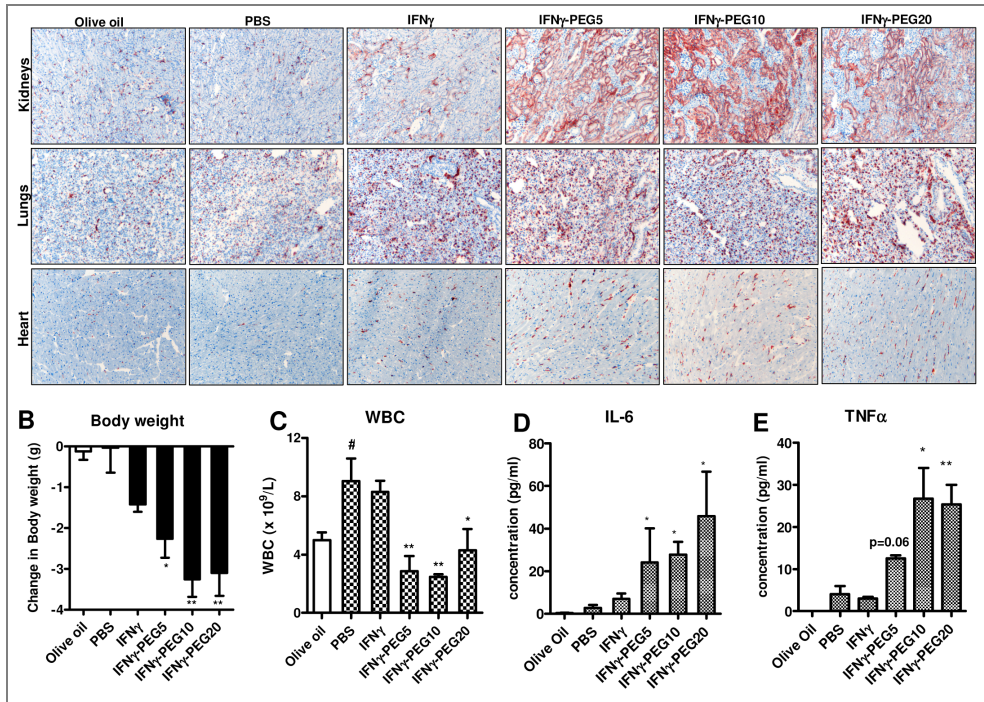 Olive oil PBS IFNγ IFNγ-PEG5 IFNγ-PEG10 IFNγ-PEG20
Kidneys
Lungs
Heart
B Body weight
Change in Body weight (g)
0
-1
-2
-3
-4
*
** **
Olive oil PBS IFNγ IFNγ-PEG5 IFNγ-PEG10 IFNγ-PEG20
C WBC
WBC (x 10⁹/L)
12
8
4
0
#
** ** *
Olive oil PBS IFNγ IFNγ-PEG5 IFNγ-PEG10 IFNγ-PEG20
D IL-6
concentration (pg/ml)
80
60
40
20
0
* * *
Olive Oil PBS IFNγ IFNγ-PEG5 IFNγ-PEG10 IFNγ-PEG20
E TNFα
concentration (pg/ml)
40
30
20
10
0
p=0.06 * **
Olive Oil PBS IFNγ IFNγ-PEG5 IFNγ-PEG10 IFNγ-PEG20